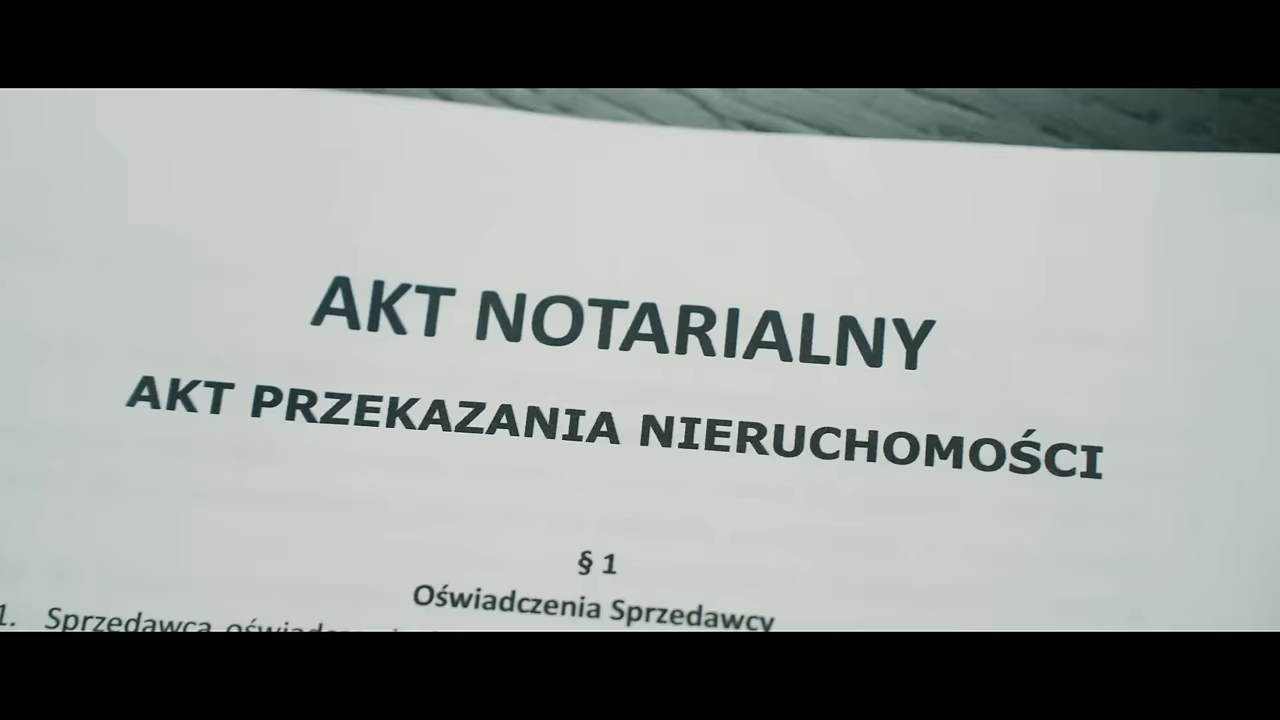 AKT NOTARIALNY
AKT PRZEKAZANIA NIERUCHOMOŚCI
§ 1
Oświadczenia Sprzedawcy
1. Sprzedawca